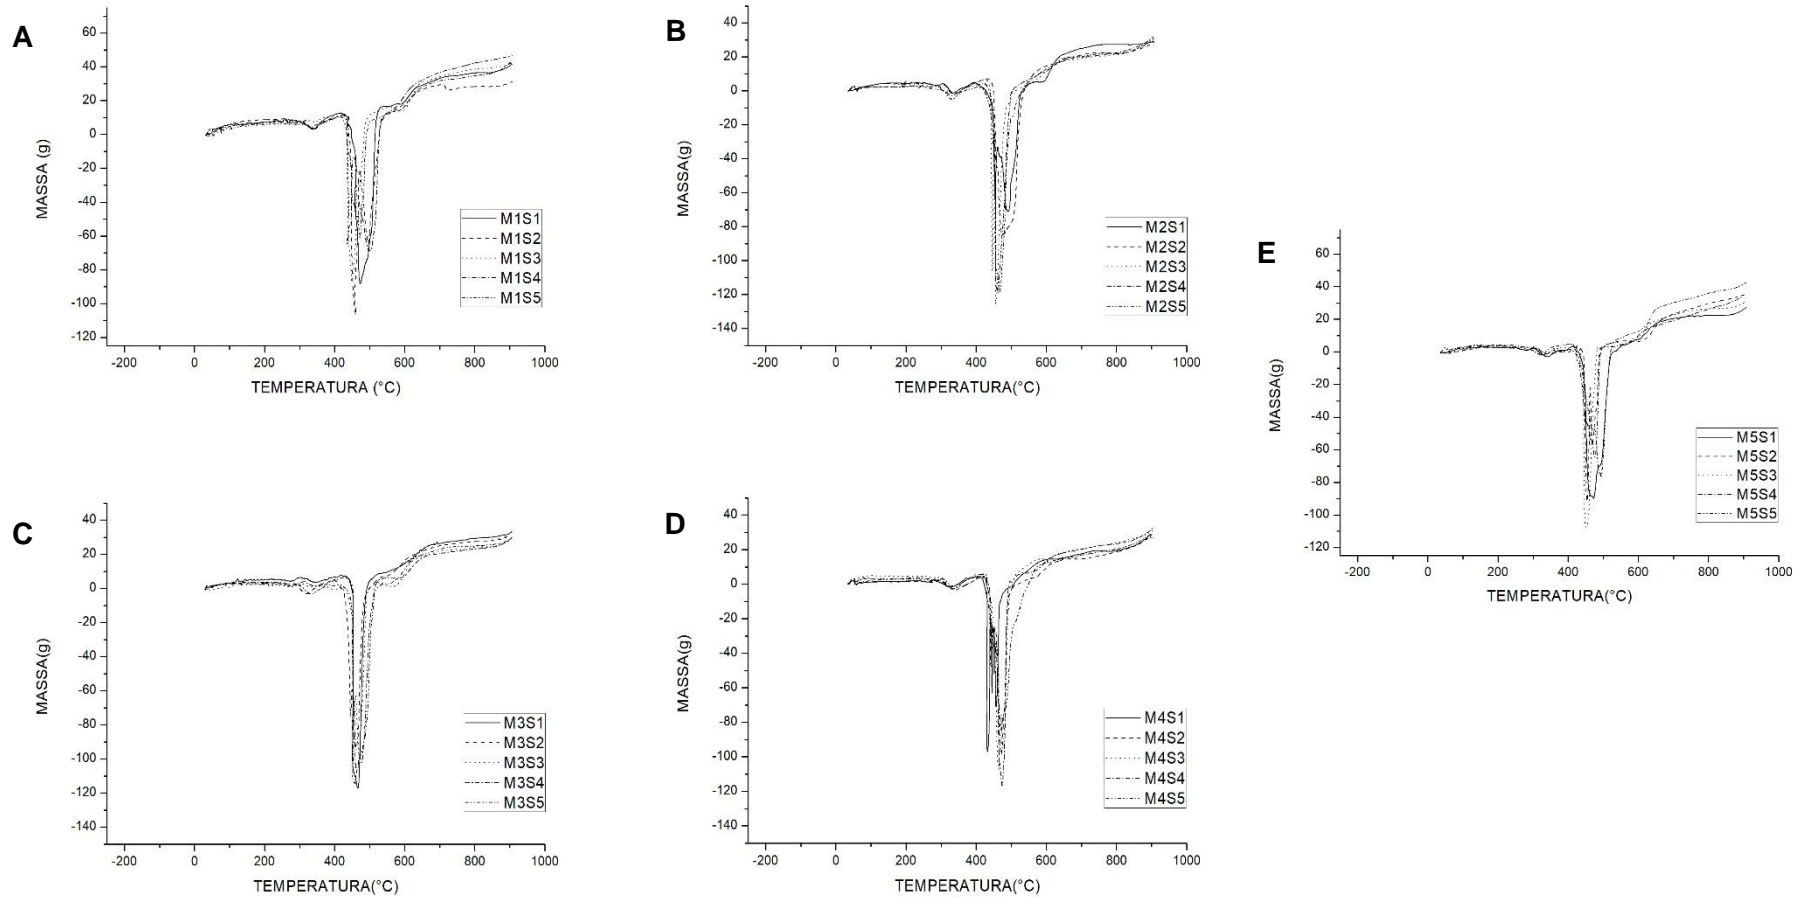 A
MASSA (g)
60
40
20
0
-20
-40
-60
-80
-100
-120
-200
0
200
400
600
800
1000
TEMPERATURA (°C)
M1S1
M1S2
M1S3
M1S4
M1S5
B
MASSA(g)
40
20
0
-20
-40
-60
-80
-100
-120
-140
-200
0
200
400
600
800
1000
TEMPERATURA(°C)
M2S1
M2S2
M2S3
M2S4
M2S5
E
MASSA(g)
60
40
20
0
-20
-40
-60
-80
-100
-120
-200
0
200
400
600
800
1000
TEMPERATURA(°C)
M5S1
M5S2
M5S3
M5S4
M5S5
C
MASSA(g)
40
20
0
-20
-40
-60
-80
-100
-120
-140
-200
0
200
400
600
800
1000
TEMPERATURA(°C)
M3S1
M3S2
M3S3
M3S4
M3S5
D
MASSA(g)
40
20
0
-20
-40
-60
-80
-100
-120
-140
-200
0
200
400
600
800
1000
TEMPERATURA(°C)
M4S1
M4S2
M4S3
M4S4
M4S5